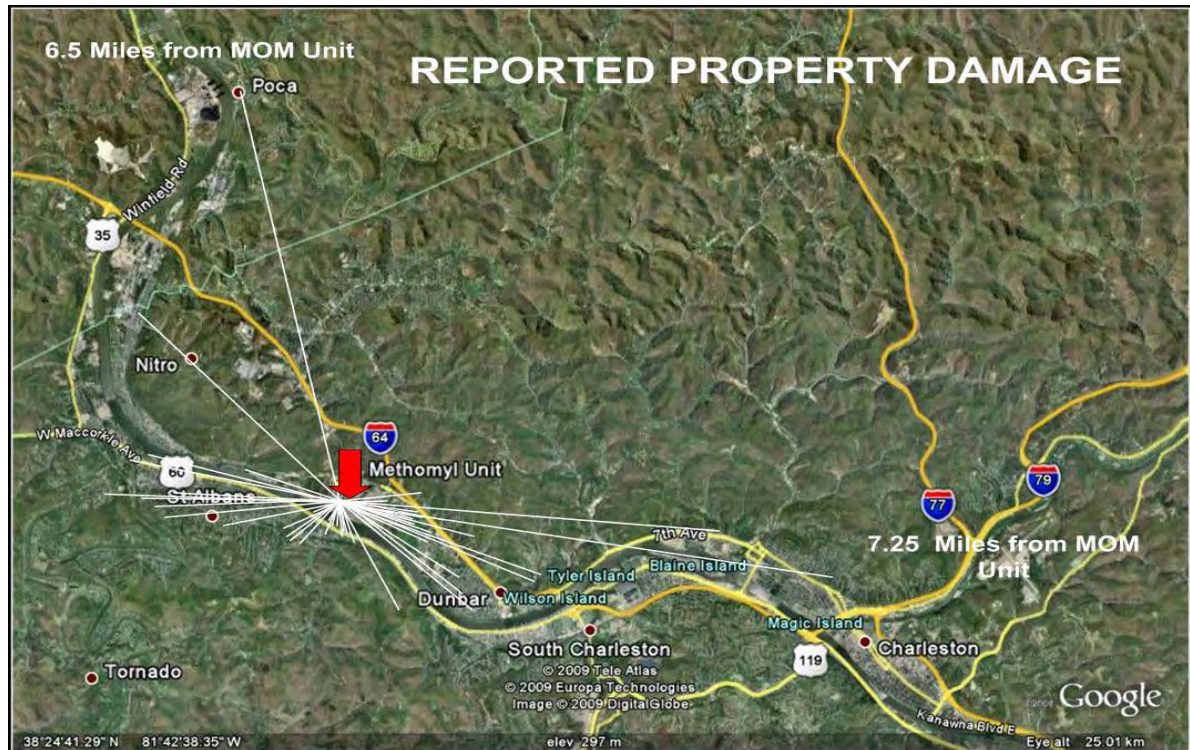 6.5 Miles from MOM Unit
REPORTED PROPERTY DAMAGE
Poca
Winfield Rd
35
Nitro
64
W Maccorkle Ave
Methomyl Unit
60
St Albans
79
77
7th Ave
7.25 Miles from MOM
Unit
Blaine Island
Tyler Island
Dunbar
Wilson Island
Magic Island
South Charleston
Charleston
119
© 2009 Tele Atlas
© 2009 Europa Technologies
Image © 2009 DigitalGlobe
Tornado
©2008 Google
Kanawha Blvd E
38°24'41.29" N 81°42'38.35" W elev 297 m Eye alt 25.01 km